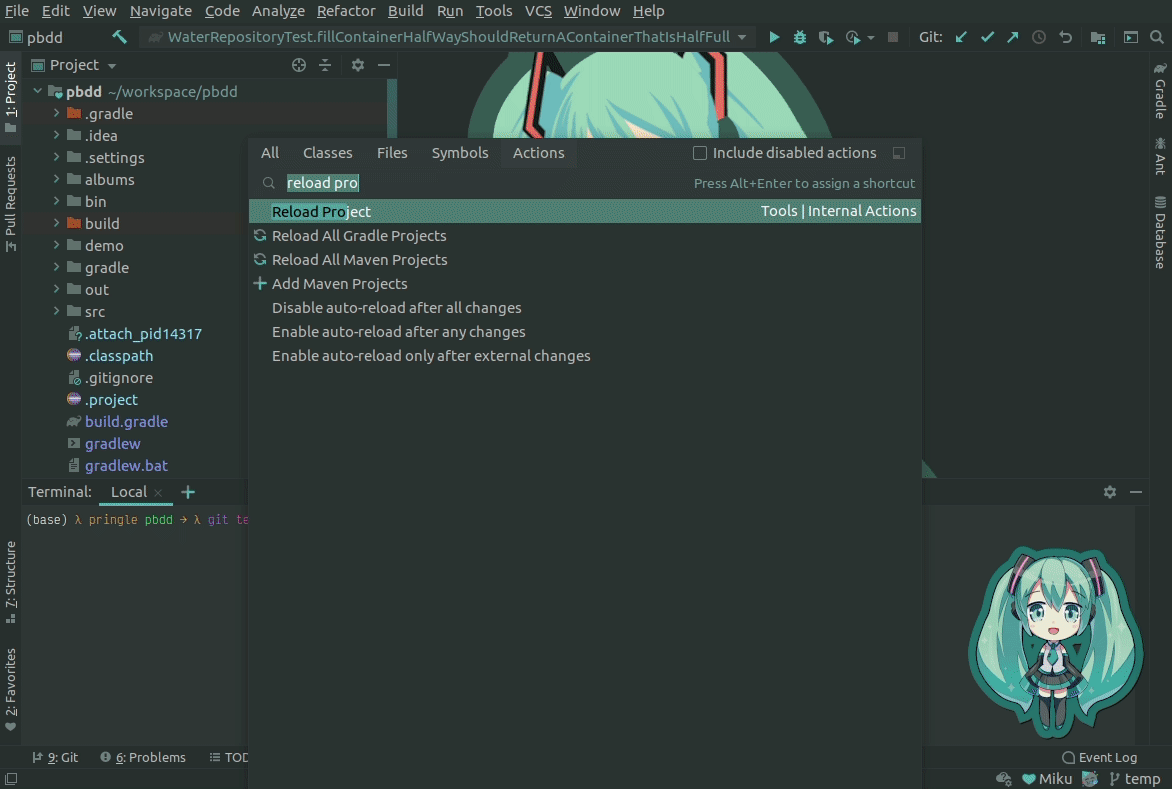 File Edit View Navigate Code Analyze Refactor Build Run Tools VCS Window Help
pbdd WaterRepositoryTest.fillContainerHalfWayShouldReturnAContainerThatIsHalfFull Git:
1: Project
Pull Requests
7: Structure
2: Favorites
Project
pbdd ~/workspace/pbdd
.gradle
.idea
.settings
albums
bin
build
demo
gradle
out
src
.attach_pid14317
.classpath
.gitignore
.project
build.gradle
gradlew
gradlew.bat
All Classes Files Symbols Actions Include disabled actions
reload pro Press Alt+Enter to assign a shortcut
Reload Project Tools | Internal Actions
Reload All Gradle Projects
Reload All Maven Projects
Add Maven Projects
Disable auto-reload after all changes
Enable auto-reload after any changes
Enable auto-reload only after external changes
Gradle
Ant
Database
Terminal: Local
(base) λ pringle pbdd → λ git te
9: Git 6: Problems TOD Event Log
Miku temp